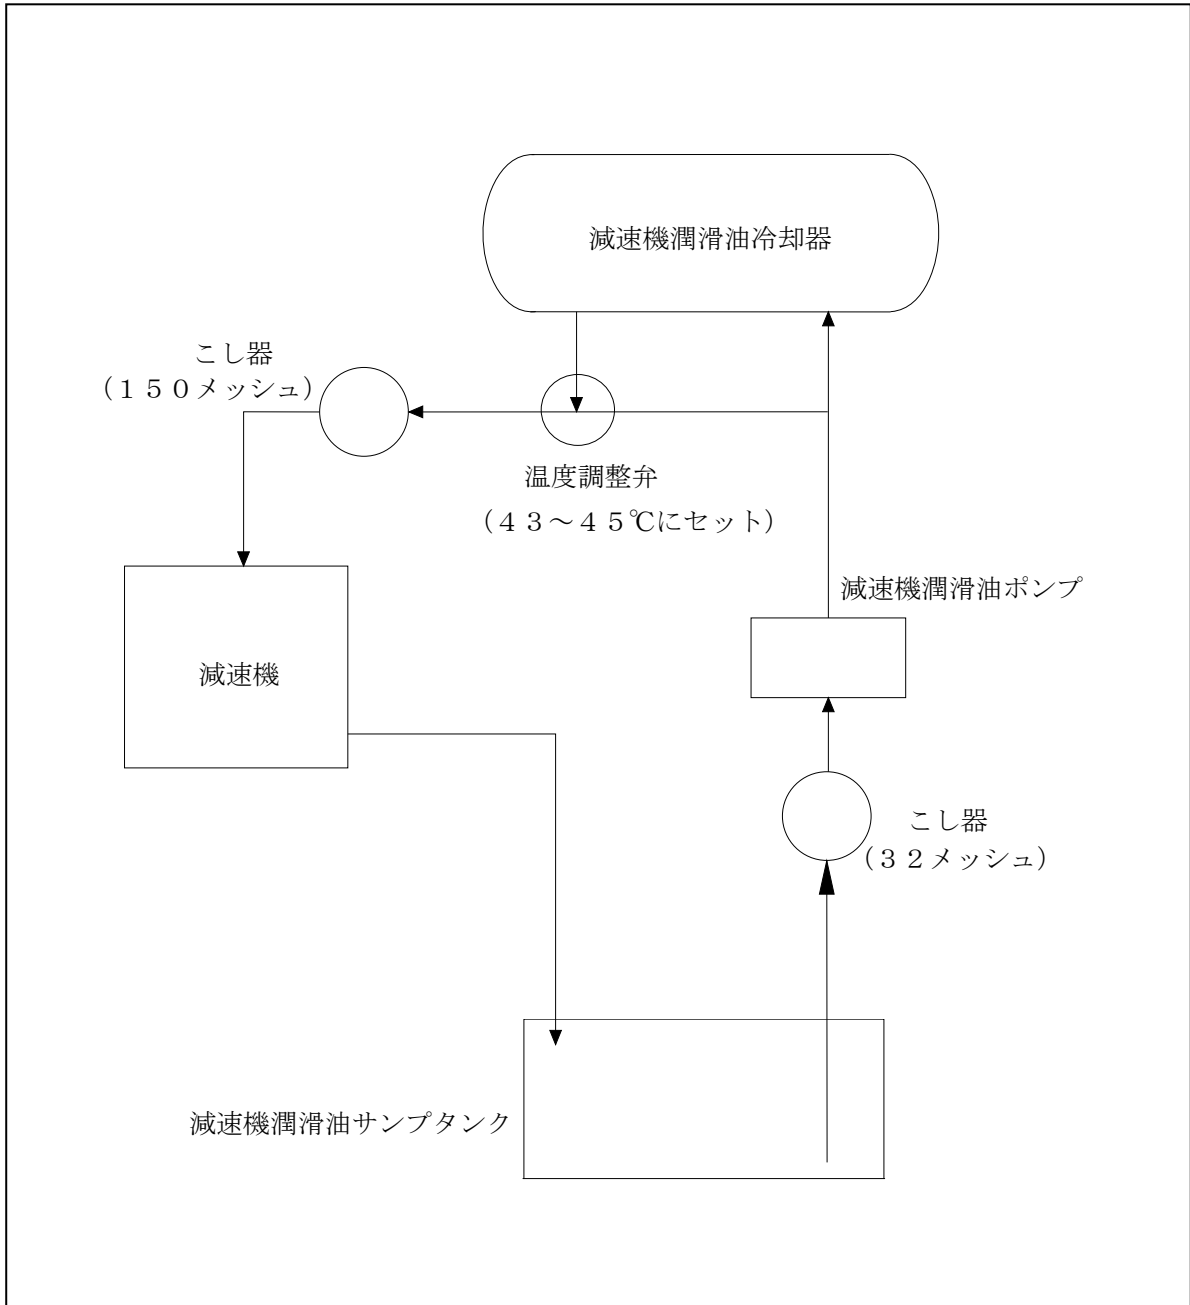 減速機潤滑油冷却器
こし器
（１５０メッシュ）
温度調整弁
（４３～４５℃にセット）
減速機潤滑油ポンプ
減速機
こし器
（３２メッシュ）
減速機潤滑油サンプタンク